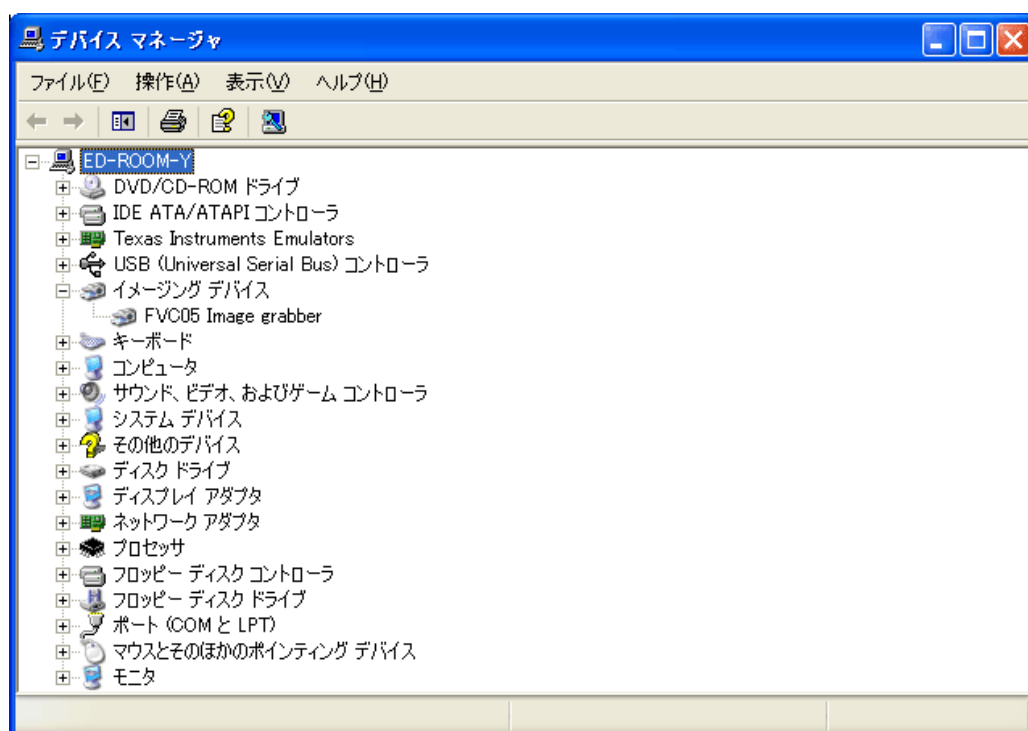 デバイス マネージャ
ファイル(F) 操作(A) 表示(V) ヘルプ(H)
ED-ROOM-Y
DVD/CD-ROM ドライブ
IDE ATA/ATAPI コントローラ
Texas Instruments Emulators
USB (Universal Serial Bus) コントローラ
イメージング デバイス
FVC05 Image grabber
キーボード
コンピュータ
サウンド、ビデオ、およびゲーム コントローラ
システム デバイス
その他のデバイス
ディスク ドライブ
ディスプレイ アダプタ
ネットワーク アダプタ
プロセッサ
フロッピー ディスク コントローラ
フロッピー ディスク ドライブ
ポート (COM と LPT)
マウスとそのほかのポインティング デバイス
モニタ